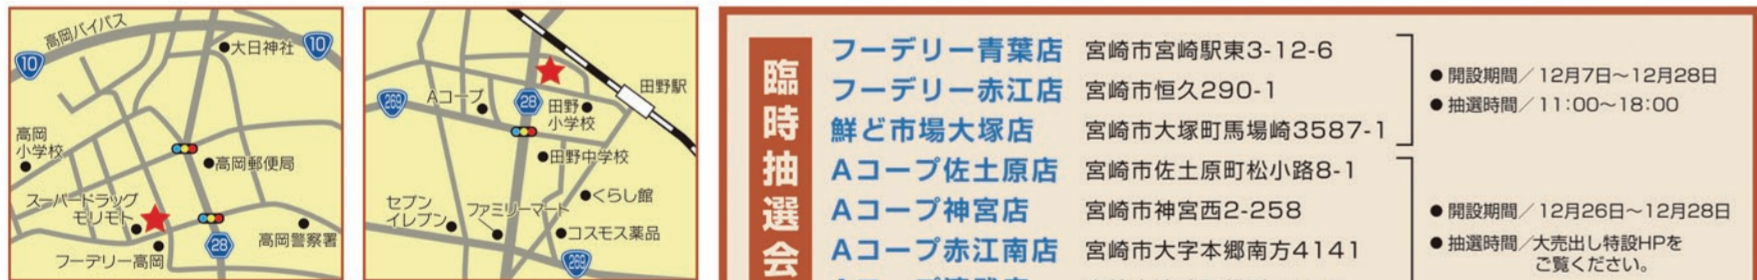 高岡バイパス
10
10
大日神社
高岡
小学校
高岡郵便局
スーパードラッグ
モリモト
高岡警察署
28
フーデリー高岡
田野駅
269
Aコープ
28
田野
小学校
田野中学校
くらし館
セブン
イレブン
ファミリーマート
コスモス薬品
269
臨時抽選会
フーデリー青葉店 宮崎市宮崎駅東3-12-6
フーデリー赤江店 宮崎市恒久290-1
鮮ど市場大塚店 宮崎市大塚町馬場崎3587-1
●開設期間/12月7日~12月28日
●抽選時間/11:00~18:00
Aコープ佐土原店 宮崎市佐土原町松小路8-1
Aコープ神宮店 宮崎市神宮西2-258
Aコープ赤江南店 宮崎市大字本郷南方4141
●開設期間/12月26日~12月28日
●抽選時間/大売出し特設HPを
ご覧ください。